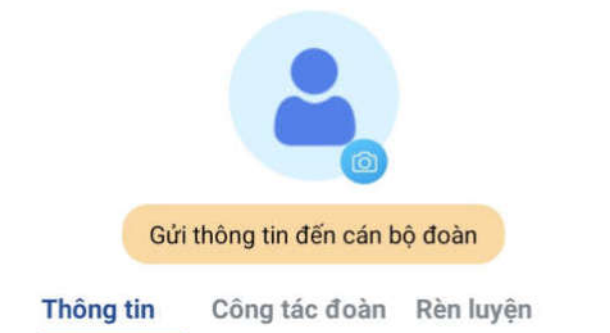 Gửi thông tin đến cán bộ đoàn
Thông tin Công tác đoàn Rèn luyện